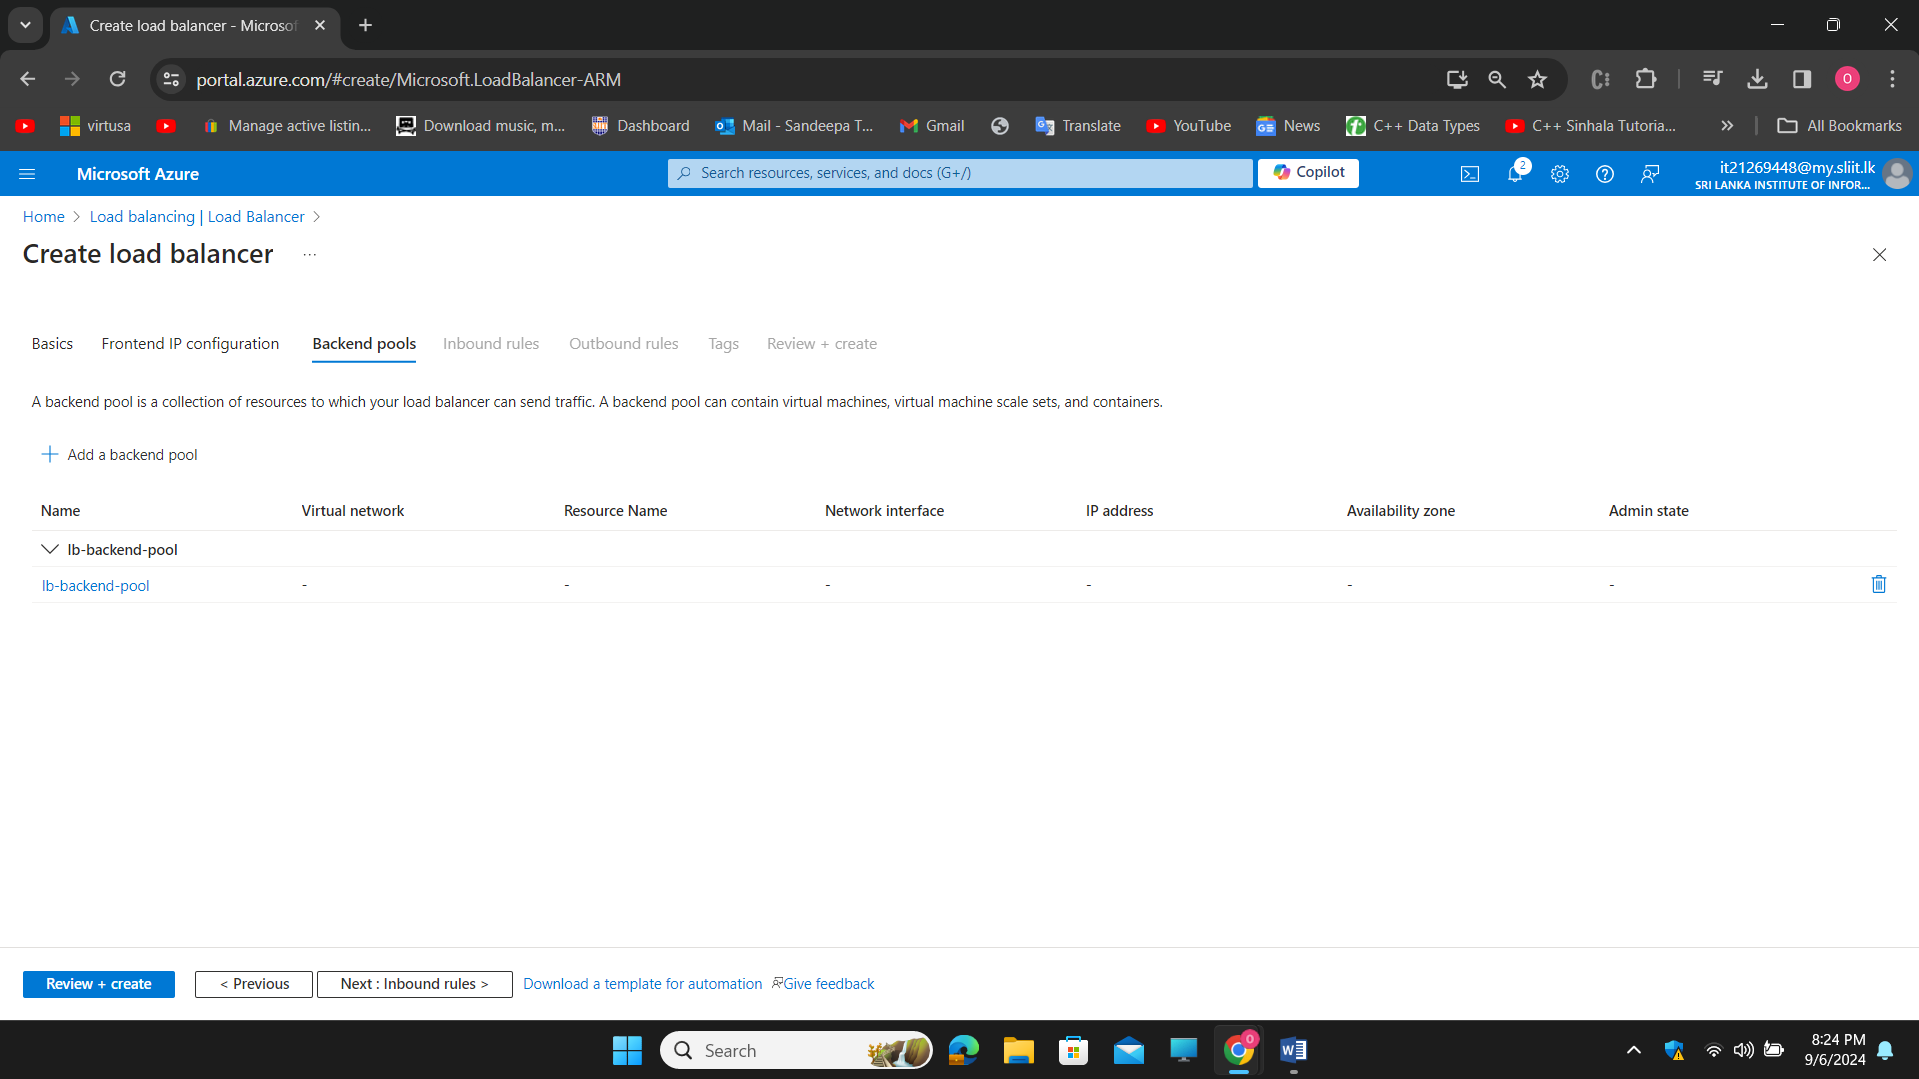 Create load balancer - Microsof
portal.azure.com/#create/Microsoft.LoadBalancer-ARM
0
virtusa
Manage active listin...
Download music, m...
Dashboard
Mail - Sandeepa T...
Gmail
Translate
YouTube
News
C++ Data Types
C++ Sinhala Tutoria...
All Bookmarks
Microsoft Azure
Search resources, services, and docs (G+/)
Copilot
2
it21269448@my.sliit.lk
SRI LANKA INSTITUTE OF INFOR...
Home > Load balancing | Load Balancer >
Create load balancer ...
Basics Frontend IP configuration Backend pools Inbound rules Outbound rules Tags Review + create
A backend pool is a collection of resources to which your load balancer can send traffic. A backend pool can contain virtual machines, virtual machine scale sets, and containers.
+ Add a backend pool
Name Virtual network Resource Name Network interface IP address Availability zone Admin state
lb-backend-pool
lb-backend-pool - - - - - -
Review + create < Previous Next : Inbound rules > Download a template for automation Give feedback
Search
0
8:24 PM
9/6/2024